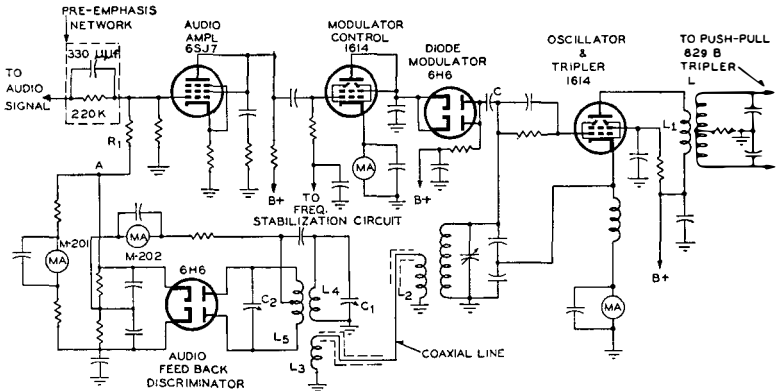 PRE-EMPHASIS
NETWORK
330 µµF
220 K
TO
AUDIO
SIGNAL
R1
A
AUDIO
AMPL
6SJ7
B+
MODULATOR
CONTROL
1614
MA
TO
FREQ.
STABILIZATION CIRCUIT
DIODE
MODULATOR
6H6
C
B+
OSCILLATOR
&
TRIPLER
1614
TO PUSH-PULL
829 B
TRIPLER
L
L1
B+
MA
M-201
MA
MA
M-202
6H6
C2
L5
L4
C1
L3
L2
COAXIAL LINE
AUDIO
FEED BACK
DISCRIMINATOR